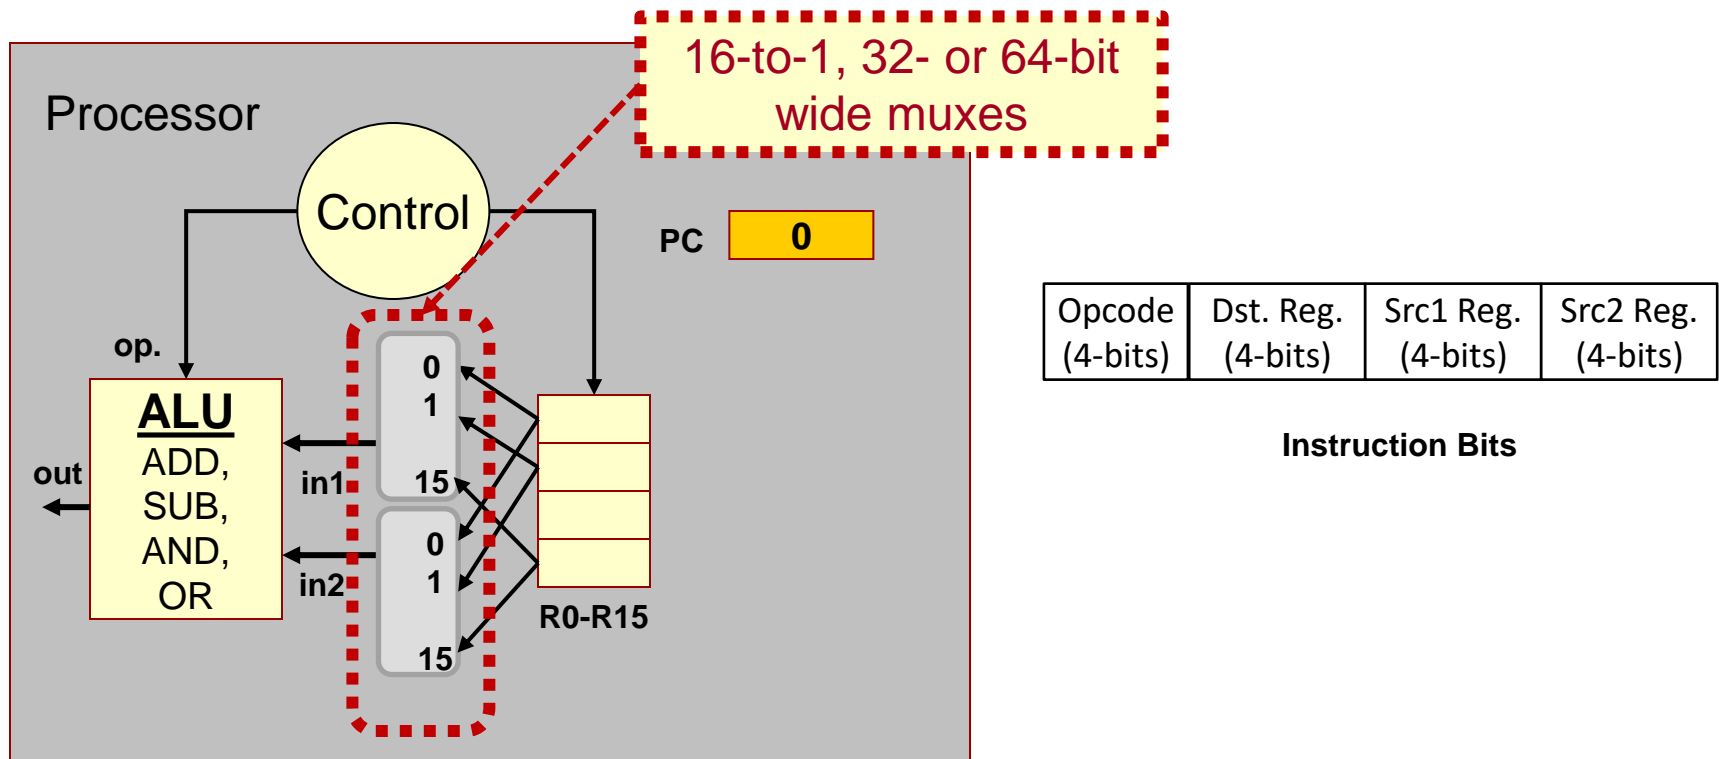 16-to-1, 32- or 64-bit
wide muxes
Processor
Control
PC
0
op.
ALU
ADD,
SUB,
AND,
OR
out
in1
in2
0
1
15
0
1
15
R0-R15
Opcode
(4-bits)
Dst. Reg.
(4-bits)
Src1 Reg.
(4-bits)
Src2 Reg.
(4-bits)
Instruction Bits